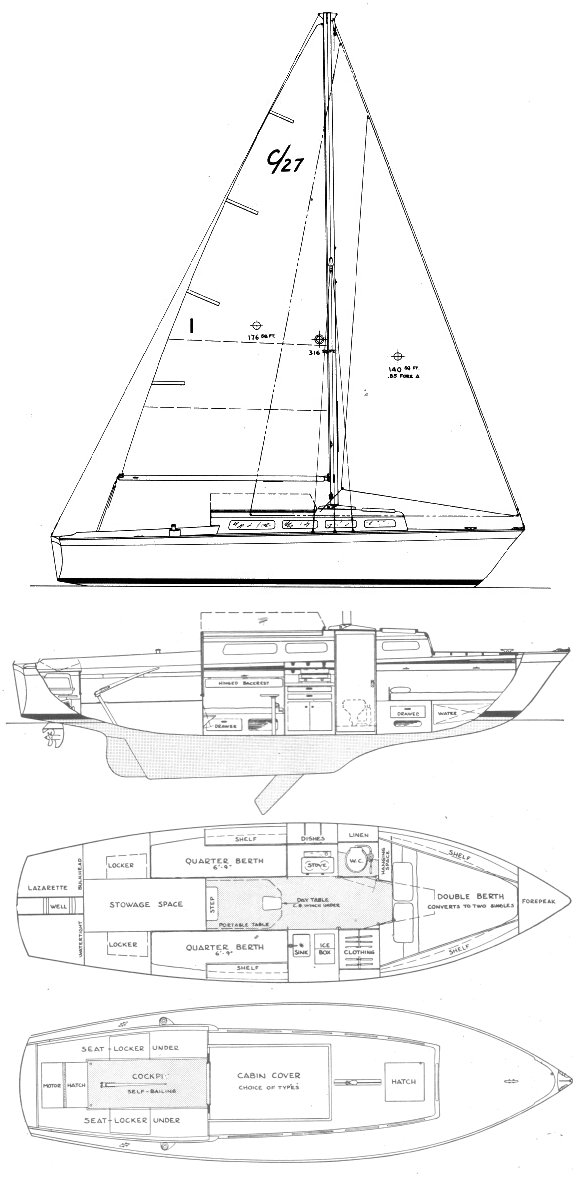 C/27
1
176 SQ FT.
316 SQ FT.
140 SQ FT
.85 FORE Δ
HINGED BACKREST
DRAWER
DRAWER
WATER
SHELF
DISHES
LINEN
LOCKER
QUARTER BERTH
6'-9"
STOVE
W.C.
HANGING SPACE
SHELF
LAZARETTE
BULKHEAD
WELL
STOWAGE SPACE
STEP
DAY TABLE
C.B. WINCH UNDER
DOUBLE BERTH
CONVERTS TO TWO SINGLES
FOREPEAK
WATERTIGHT
LOCKER
PORTABLE TABLE
QUARTER BERTH
6'-9"
SINK
ICE BOX
CLOTHING
SHELF
SHELF
SEAT-LOCKER UNDER
MOTOR
HATCH
COCKPIT
SELF-BAILING
CABIN COVER
CHOICE OF TYPES
HATCH
SEAT-LOCKER UNDER